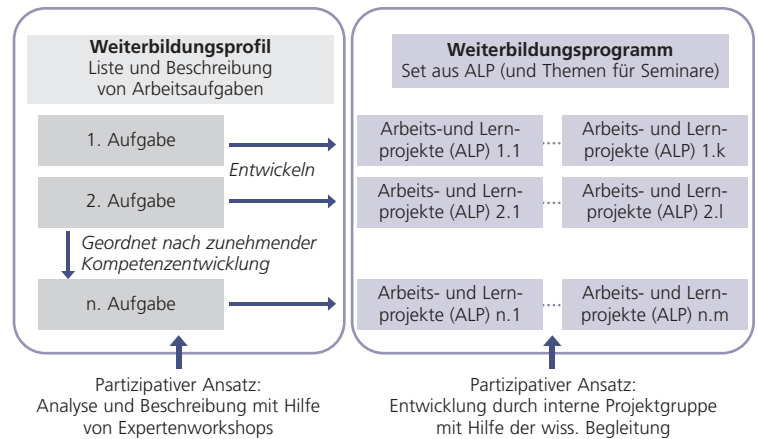 Weiterbildungsprofil
Liste und Beschreibung
von Arbeitsaufgaben
1. Aufgabe
Entwickeln
2. Aufgabe
Geordnet nach zunehmender
Kompetenzentwicklung
n. Aufgabe
Partizipativer Ansatz:
Analyse und Beschreibung mit Hilfe
von Expertenworkshops
Weiterbildungsprogramm
Set aus ALP (und Themen für Seminare)
Arbeits-und Lern-
projekte (ALP) 1.1
Arbeits- und Lern-
projekte (ALP) 1.k
Arbeits- und Lern-
projekte (ALP) 2.1
Arbeits- und Lern-
projekte (ALP) 2.l
Arbeits- und Lern-
projekte (ALP) n.1
Arbeits- und Lern-
projekte (ALP) n.m
Partizipativer Ansatz:
Entwicklung durch interne Projektgruppe
mit Hilfe der wiss. Begleitung